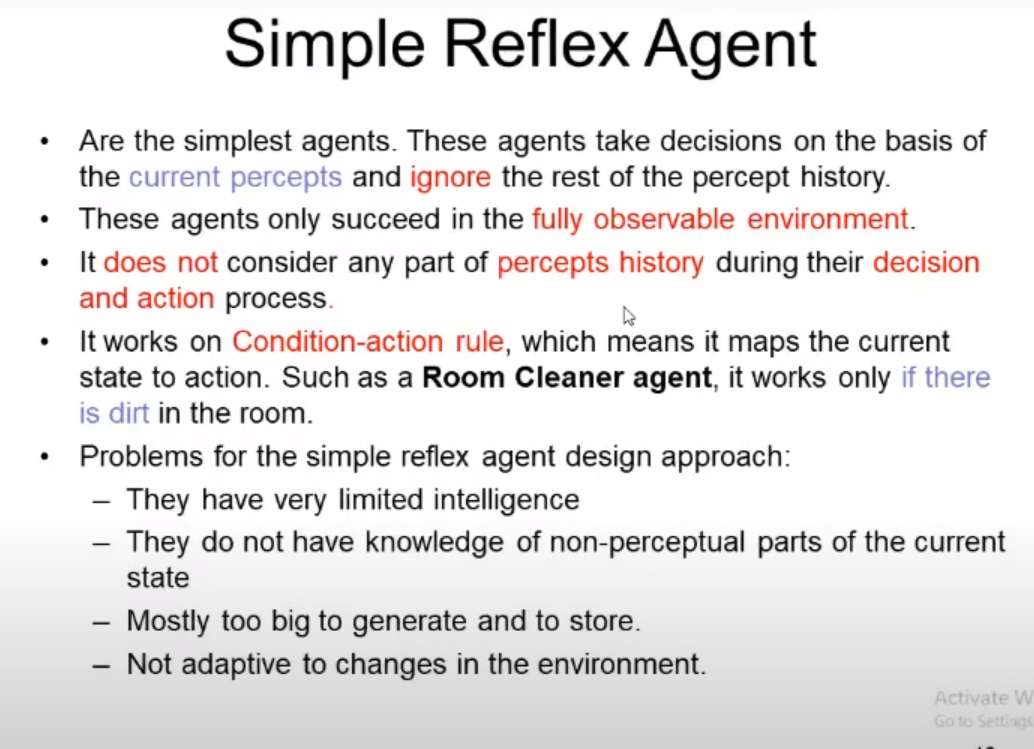 Simple Reflex Agent
• Are the simplest agents. These agents take decisions on the basis of
the current percepts and ignore the rest of the percept history.
• These agents only succeed in the fully observable environment.
• It does not consider any part of percepts history during their decision
and action process.
• It works on Condition-action rule, which means it maps the current
state to action. Such as a Room Cleaner agent, it works only if there
is dirt in the room.
• Problems for the simple reflex agent design approach:
– They have very limited intelligence
– They do not have knowledge of non-perceptual parts of the current
state
– Mostly too big to generate and to store.
– Not adaptive to changes in the environment.
Activate W
Go to Settings